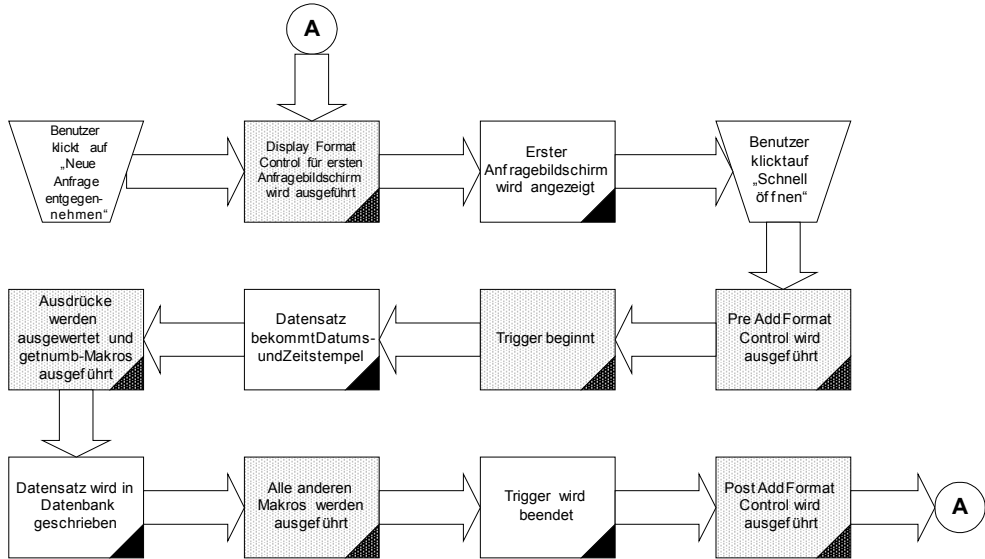 A
Benutzer
klickt auf
„Neue
Anfrage
entgegen-
nehmen“
Display Format
Control für ersten
Anfragebildschirm
wird ausgeführt
Erster
Anfragebildschirm
wird angezeigt
Benutzer
klicktauf
„Schnell
öffnen“
Ausdrücke
werden
ausgewertet und
getnumb-Makros
ausgeführt
Datensatz
bekommtDatums-
undZeitstempel
Trigger beginnt
Pre AddFormat
Control wird
ausgeführt
Datensatz wird in
Datenbank
geschrieben
Alle anderen
Makros werden
ausgeführt
Trigger wird
beendet
PostAddFormat
Control wird
ausgeführt
A